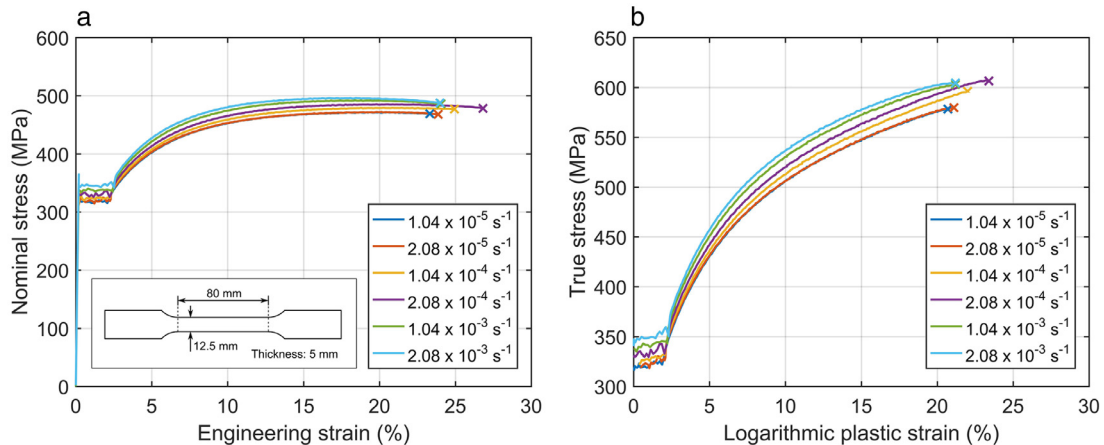 a
Nominal stress (MPa)
600
500
400
300
200
100
0
0 5 10 15 20 25 30
Engineering strain (%)
80 mm
12.5 mm
Thickness: 5 mm
1.04 x 10⁻⁵ s⁻¹
2.08 x 10⁻⁵ s⁻¹
1.04 x 10⁻⁴ s⁻¹
2.08 x 10⁻⁴ s⁻¹
1.04 x 10⁻³ s⁻¹
2.08 x 10⁻³ s⁻¹
b
True stress (MPa)
650
600
550
500
450
400
350
300
0 5 10 15 20 25 30
Logarithmic plastic strain (%)
1.04 x 10⁻⁵ s⁻¹
2.08 x 10⁻⁵ s⁻¹
1.04 x 10⁻⁴ s⁻¹
2.08 x 10⁻⁴ s⁻¹
1.04 x 10⁻³ s⁻¹
2.08 x 10⁻³ s⁻¹